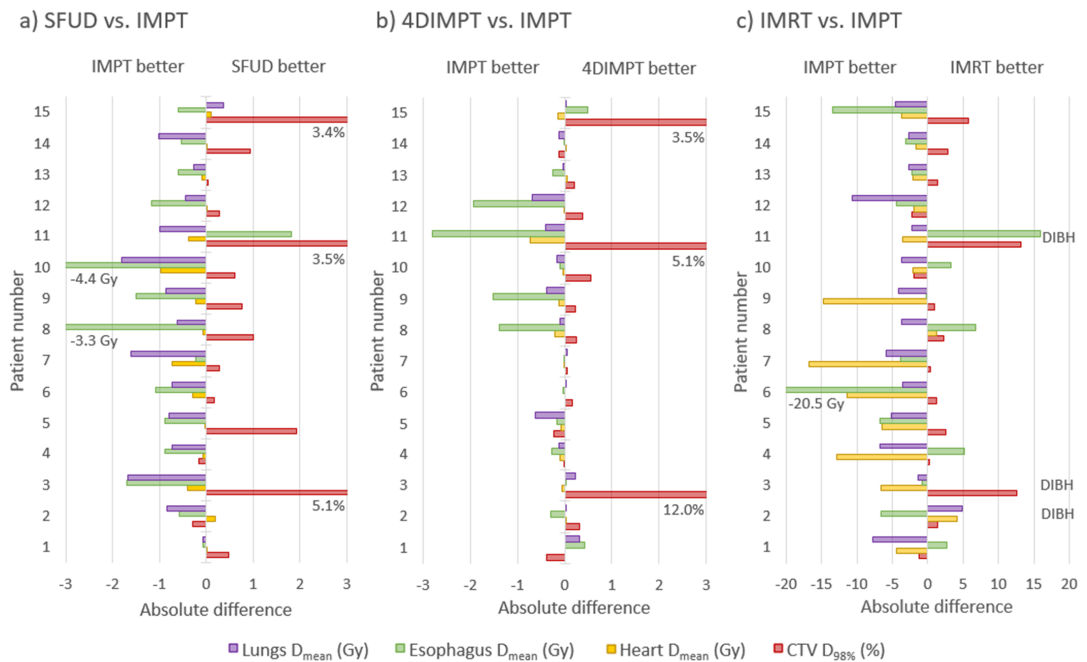 a) SFUD vs. IMPT
b) 4DIMPT vs. IMPT
c) IMRT vs. IMPT
IMPT better
SFUD better
IMPT better
4DIMPT better
IMPT better
IMRT better
Patient number
15
14
13
12
11
10
9
8
7
6
5
4
3
2
1
3.4%
3.5%
-4.4 Gy
-3.3 Gy
5.1%
-3
-2
-1
0
1
2
3
Absolute difference
Patient number
15
14
13
12
11
10
9
8
7
6
5
4
3
2
1
3.5%
5.1%
12.0%
-3
-2
-1
0
1
2
3
Absolute difference
Patient number
15
14
13
12
11
10
9
8
7
6
5
4
3
2
1
DIBH
-20.5 Gy
DIBH
DIBH
-20
-15
-10
-5
0
5
10
15
20
Absolute difference
Lungs Dmean (Gy)
Esophagus Dmean (Gy)
Heart Dmean (Gy)
CTV D98% (%)